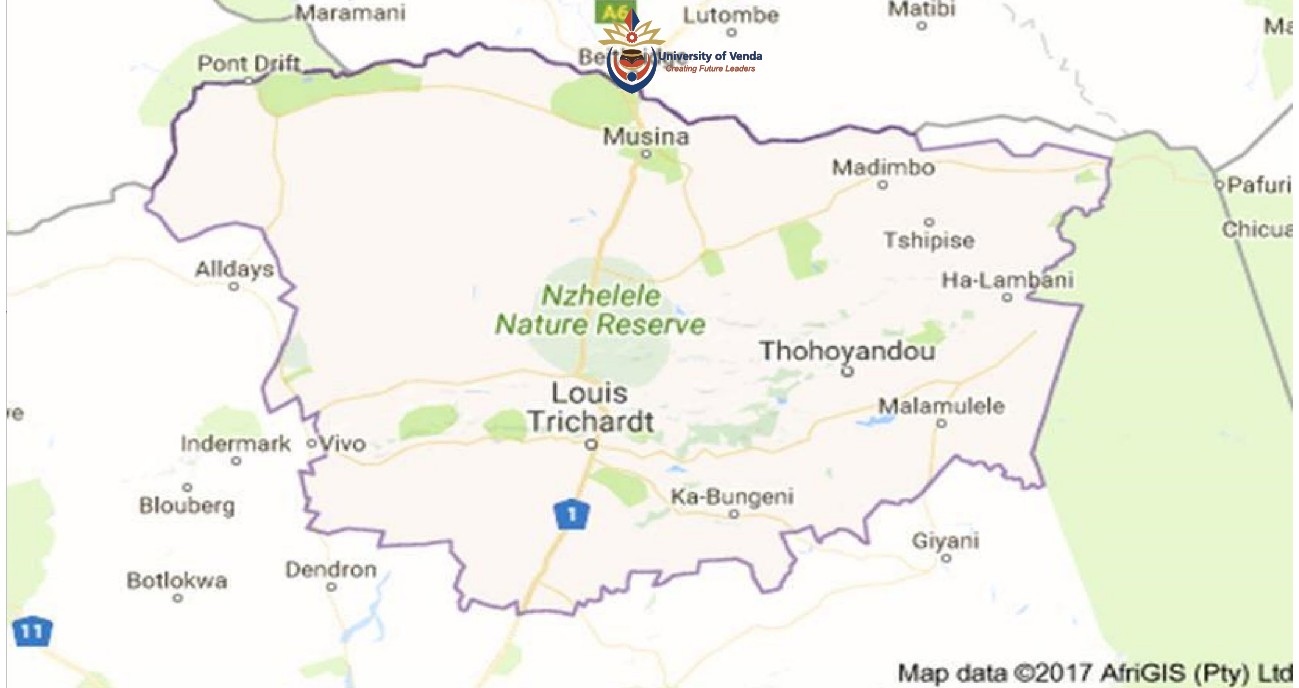 Maramani
A6
Lutombe
Matibi
Ma
Pont Drift
University of Venda
Creating Future Leaders
Musina
Madimbo
Pafuri
Tshipise
Chicua
Alldays
Ha-Lambani
Nzhelele
Nature Reserve
Thohoyandou
Louis
Trichardt
Malamulele
ve
Indermark
Vivo
Blouberg
Ka-Bungeni
1
Giyani
Botlokwa
Dendron
11
Map data ©2017 AfriGIS (Pty) Ltd